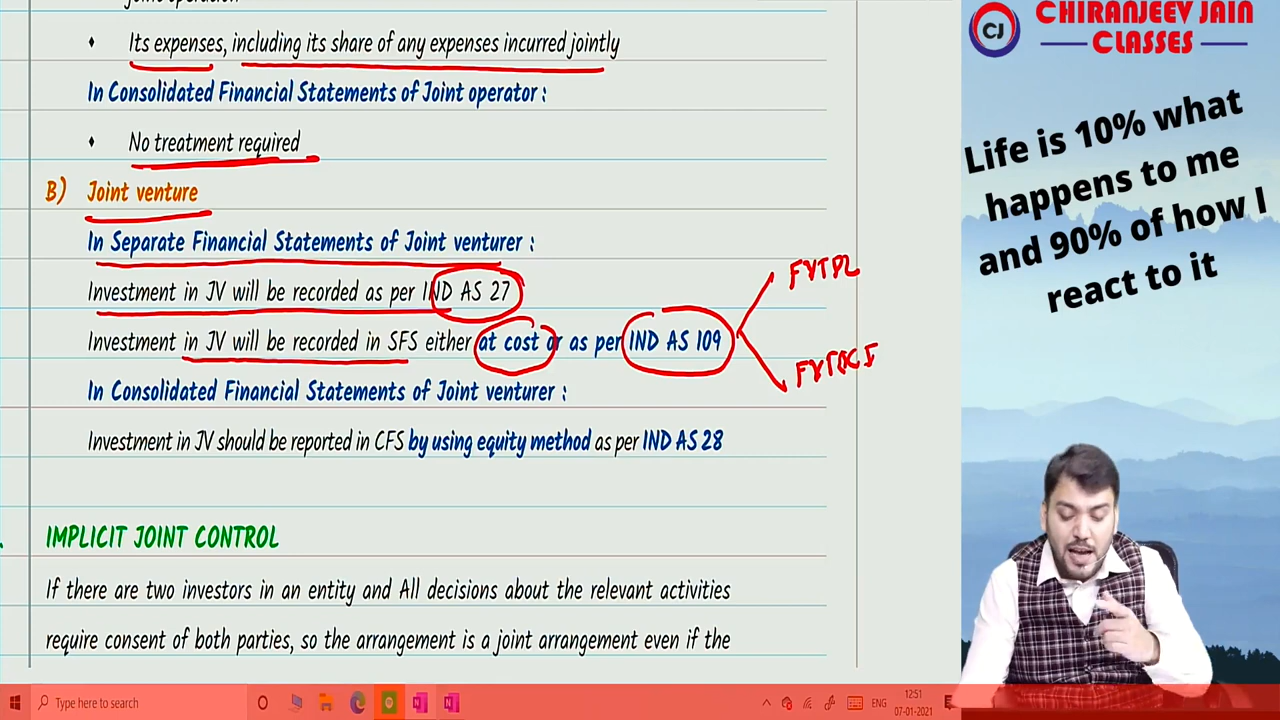 joint operation
♦ Its expenses, including its share of any expenses incurred jointly
In Consolidated Financial Statements of Joint operator :
♦ No treatment required
B) Joint venture
In Separate Financial Statements of Joint venturer :
Investment in JV will be recorded as per IND AS 27
Investment in JV will be recorded in SFS either at cost or as per IND AS 109
FVTPL
FVTOCI
In Consolidated Financial Statements of Joint venturer :
Investment in JV should be reported in CFS by using equity method as per IND AS 28
IMPLICIT JOINT CONTROL
If there are two investors in an entity and All decisions about the relevant activities
require consent of both parties, so the arrangement is a joint arrangement even if the
CJ
CHIRANJEEV JAIN
CLASSES
Life is 10% what
happens to me
and 90% of how I
react to it
Type here to search
ENG
12:51
07-01-2021